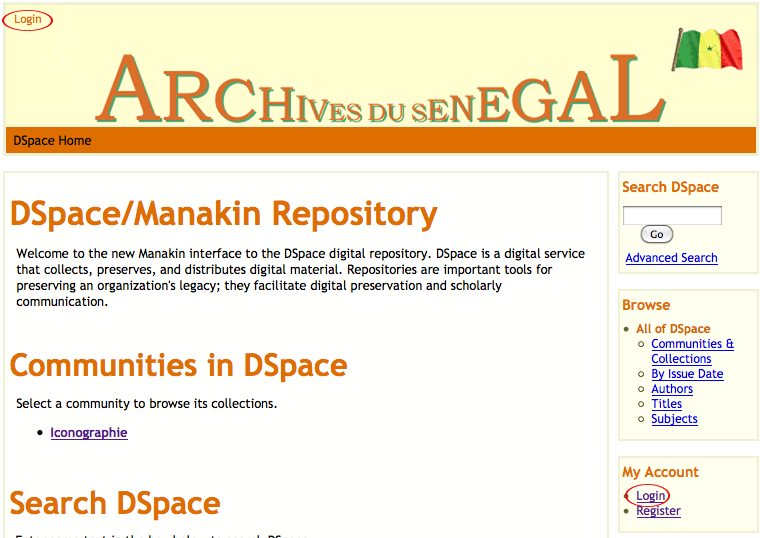 Login
ARCHIVES DU SENEGAL
DSpace Home
DSpace/Manakin Repository
Welcome to the new Manakin interface to the DSpace digital repository. DSpace is a digital service
that collects, preserves, and distributes digital material. Repositories are important tools for
preserving an organization's legacy; they facilitate digital preservation and scholarly
communication.
Communities in DSpace
Select a community to browse its collections.
Iconographie
Search DSpace
Search DSpace
Go
Advanced Search
Browse
All of DSpace
Communities &
Collections
By Issue Date
Authors
Titles
Subjects
My Account
Login
Register